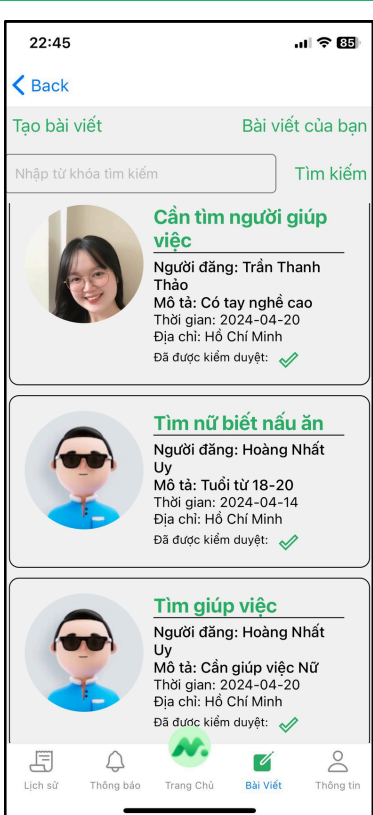 22:45
85
Back
Tạo bài viết
Bài viết của bạn
Nhập từ khóa tìm kiếm
Tìm kiếm
Cần tìm người giúp
việc
Người đăng: Trần Thanh
Thảo
Mô tả: Có tay nghề cao
Thời gian: 2024-04-20
Địa chỉ: Hồ Chí Minh
Đã được kiểm duyệt:
Tìm nữ biết nấu ăn
Người đăng: Hoàng Nhất
Uy
Mô tả: Tuổi từ 18-20
Thời gian: 2024-04-14
Địa chỉ: Hồ Chí Minh
Đã được kiểm duyệt:
Tìm giúp việc
Người đăng: Hoàng Nhất
Uy
Mô tả: Cần giúp việc Nữ
Thời gian: 2024-04-20
Địa chỉ: Hồ Chí Minh
Đã được kiểm duyệt:
Lịch sử
Thông báo
Trang Chủ
Bài Viết
Thông tin